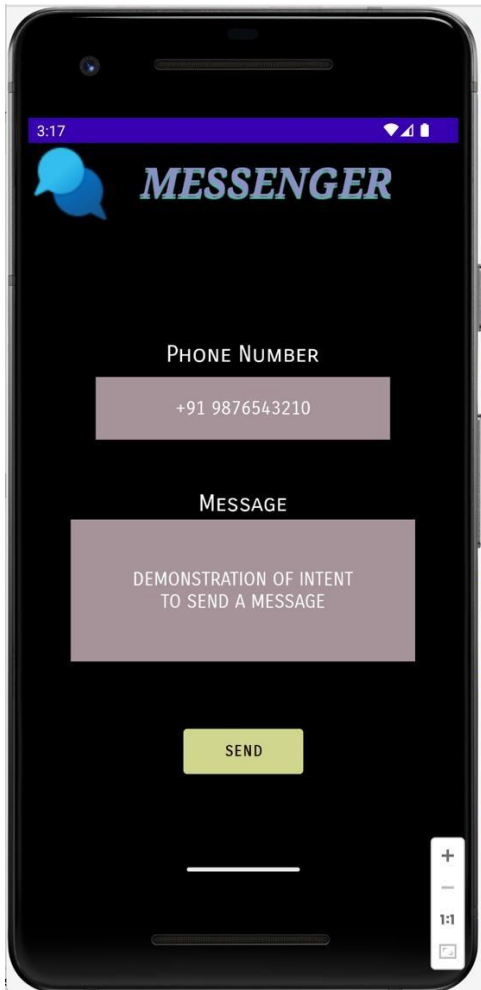 3:17
MESSENGER
PHONE NUMBER
+91 9876543210
MESSAGE
DEMONSTRATION OF INTENT
TO SEND A MESSAGE
SEND
1:1